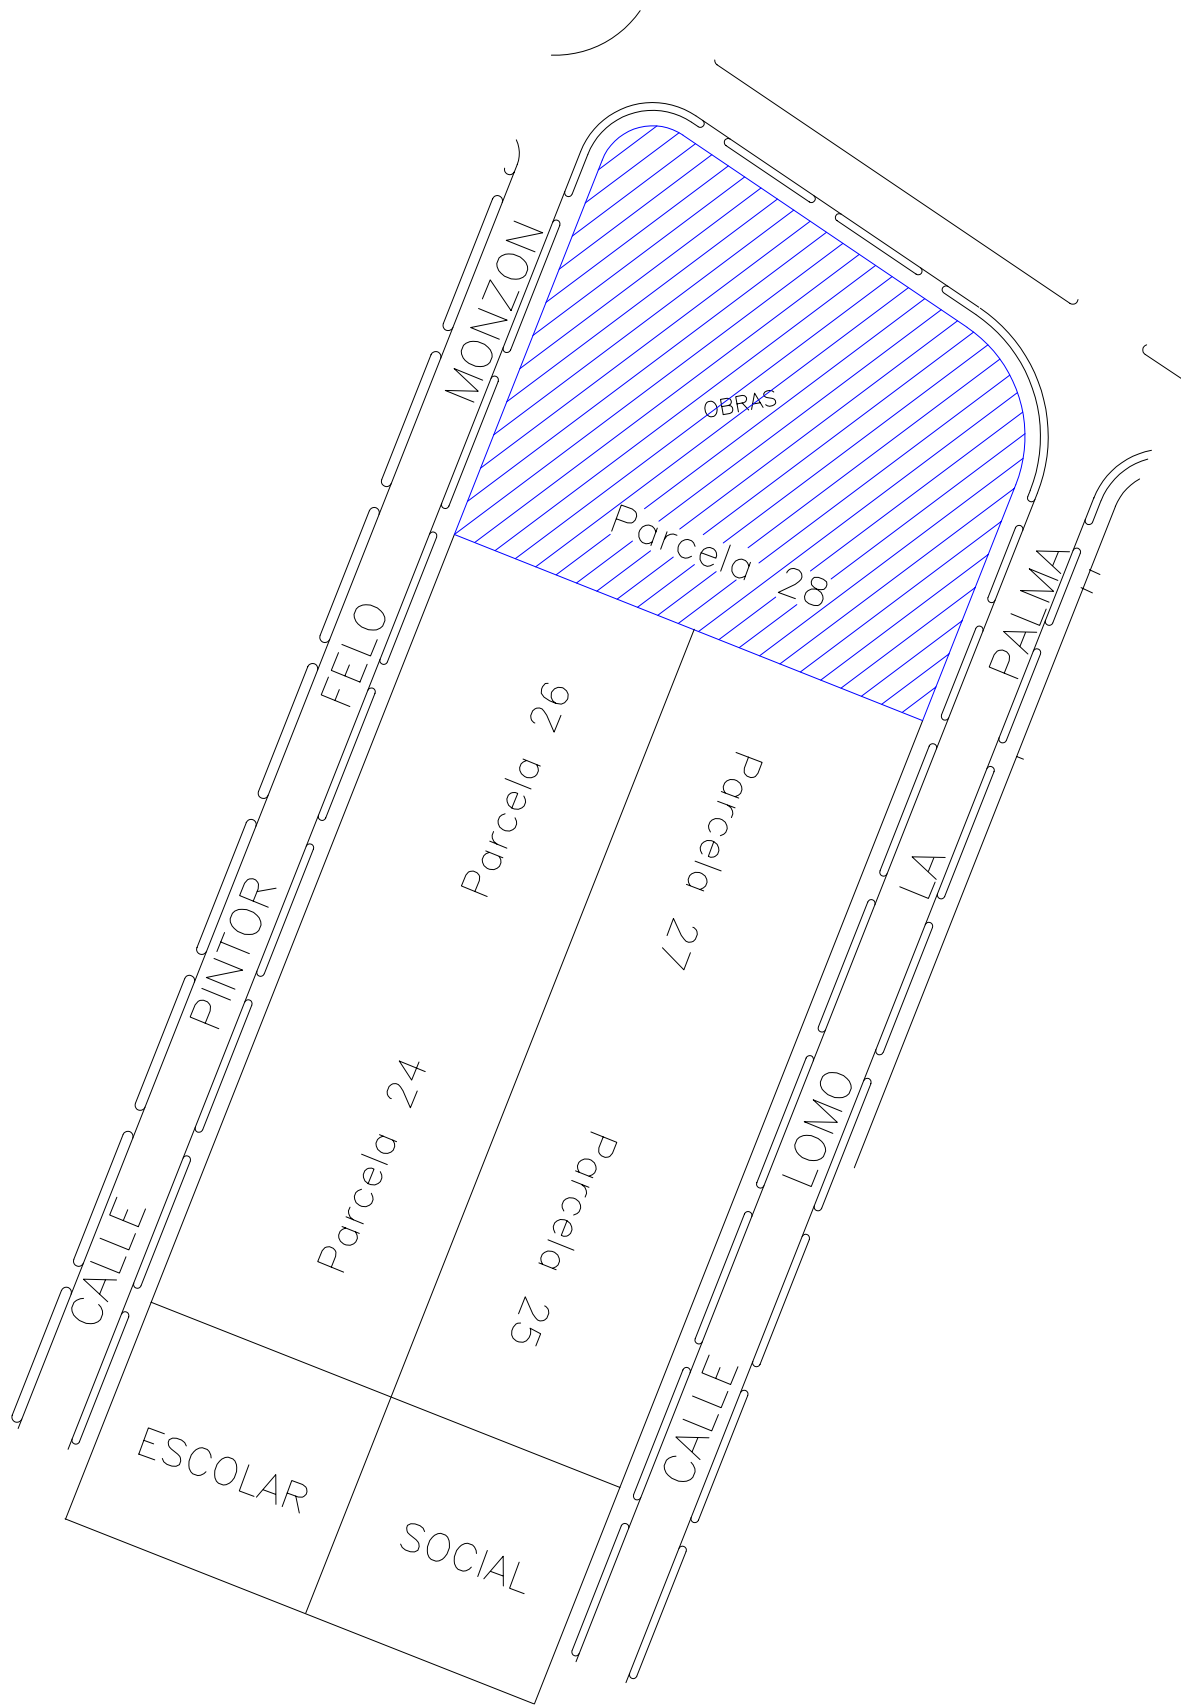 CALLE PINTOR FELO MONZON
OBRAS
Parcela 28
Parcela 26
Parcela 27
Parcela 24
Parcela 25
ESCOLAR
SOCIAL
CALLE LOMO LA PALMA